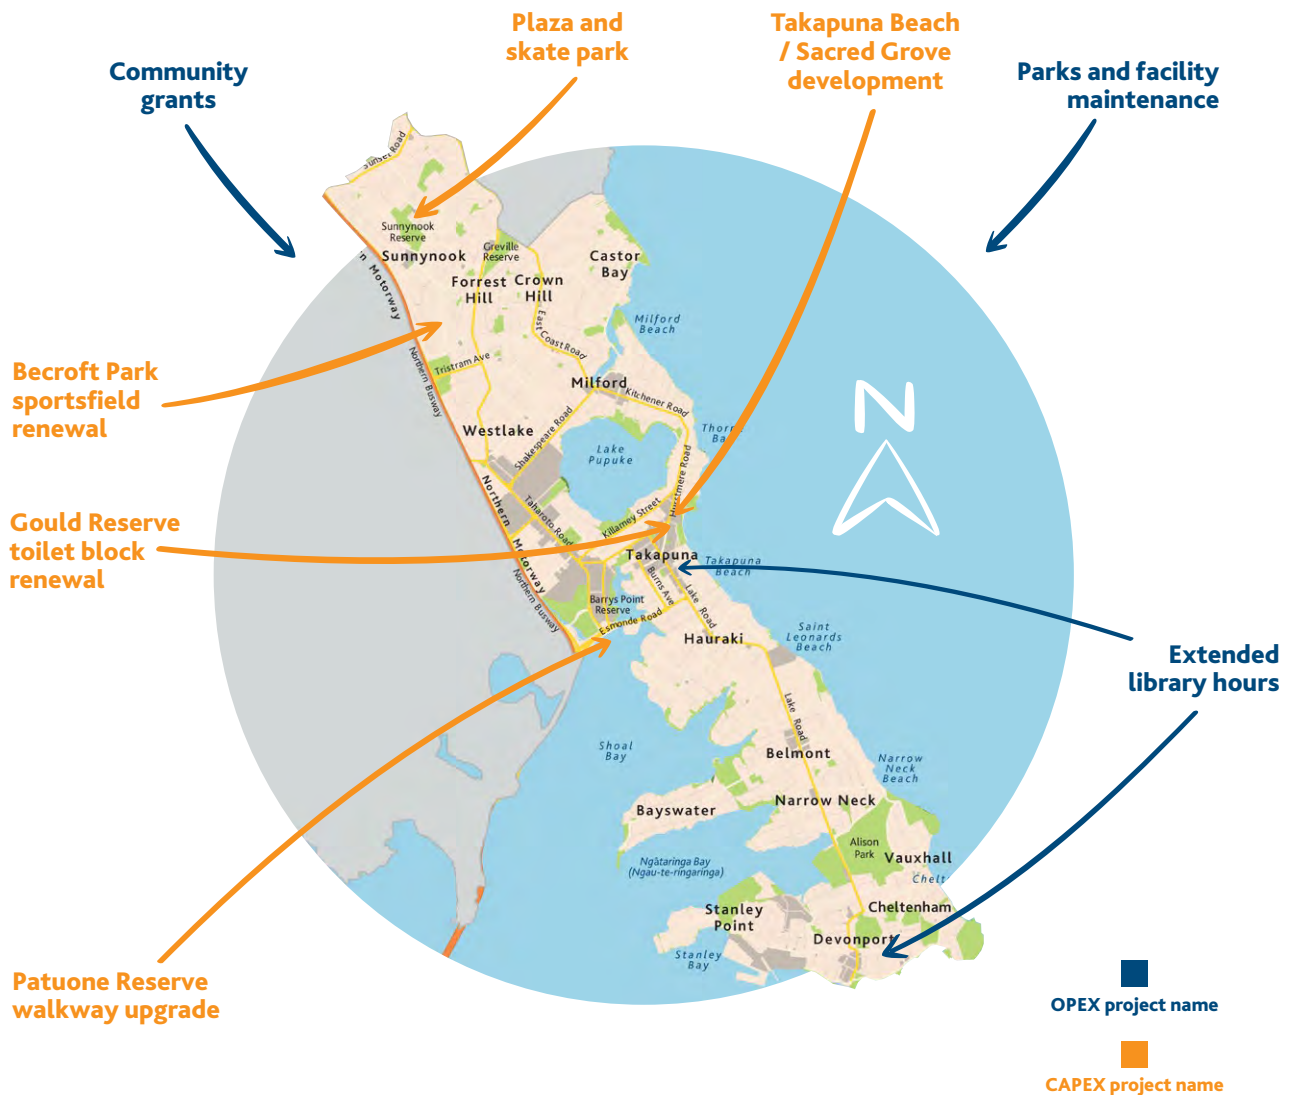 Plaza and
skate park
Takapuna Beach
/ Sacred Grove
development
Community
grants
Parks and facility
maintenance
Sunset Road
Sunnynook
Reserve
Sunnynook
Greville
Reserve
Castor
Bay
Motorway
Forrest
Hill
Crown
Hill
East Coast Road
Milford
Beach
Northern Busway
Tristram Ave
Becroft Park
sportsfield
renewal
Milford
Kitchener Road
N
Westlake
Shakespeare Road
Lake
Pupuke
Hurstmere Road
Northern
Motorway
Taharoto Road
Killarney Street
Gould Reserve
toilet block
renewal
Takapuna
Takapuna
Beach
Northern Busway
Burns Ave
Lake Road
Barrys Point
Reserve
Esmonde Road
Hauraki
Saint
Leonards
Beach
Extended
library hours
Lake Road
Shoal
Bay
Belmont
Narrow
Neck
Beach
Bayswater
Narrow Neck
Alison
Park
Vauxhall
Ngātaringa Bay
(Ngau-te-ringaringa)
Chelt
Cheltenham
Stanley
Point
Devonport
Stanley
Bay
Patuone Reserve
walkway upgrade
OPEX project name
CAPEX project name